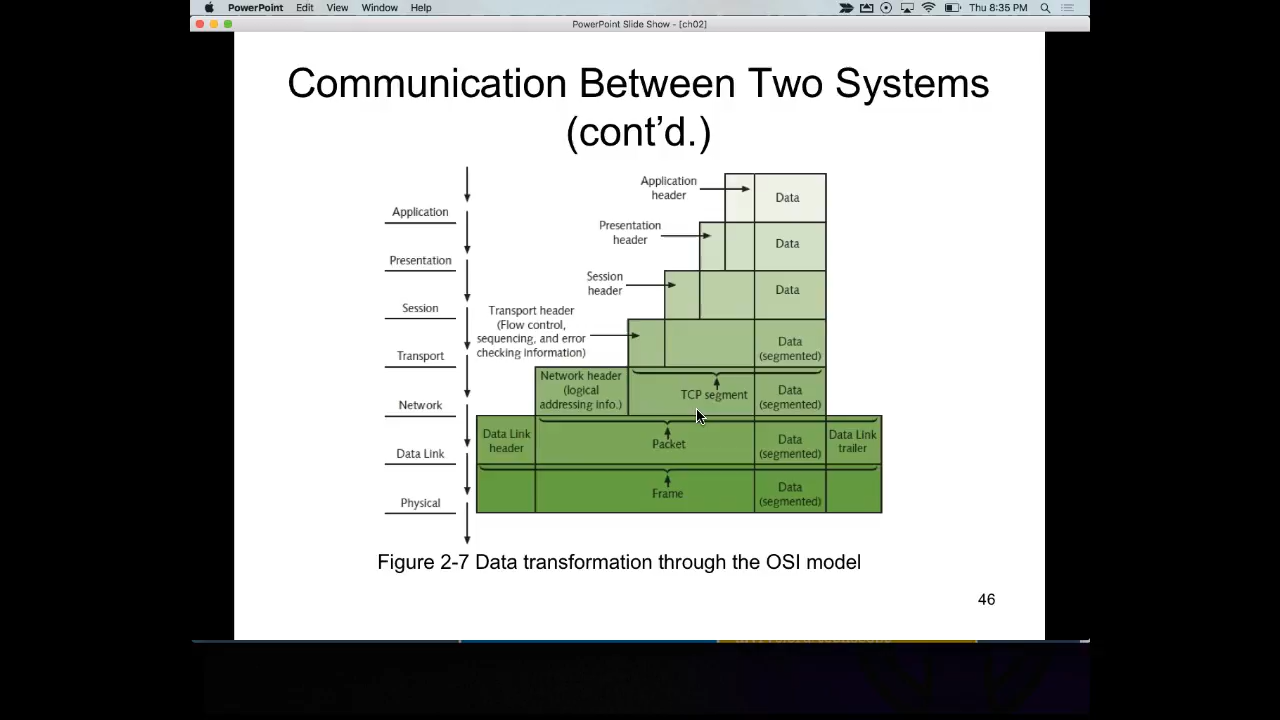 PowerPoint Edit View Window Help Thu 8:35 PM
PowerPoint Slide Show - [ch02]
Communication Between Two Systems
(cont’d.)
Application
header
Data
Application
Presentation
header
Data
Presentation
Session
header
Data
Session
Transport header
(Flow control,
sequencing, and error
checking information)
Data
(segmented)
Transport
Network header
(logical
addressing info.)
TCP segment
Data
(segmented)
Network
Data Link
header
Packet
Data
(segmented)
Data Link
trailer
Data Link
Frame
Data
(segmented)
Physical
Figure 2-7 Data transformation through the OSI model
46